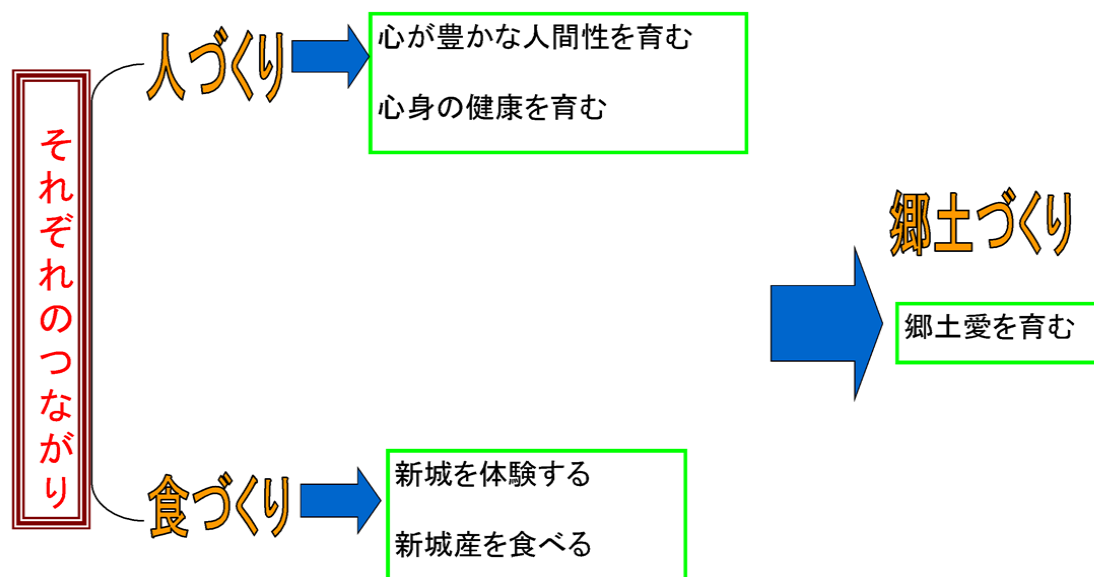 それぞれのつながり
人づくり
心が豊かな人間性を育む
心身の健康を育む
食づくり
新城を体験する
新城産を食べる
郷土づくり
郷土愛を育む